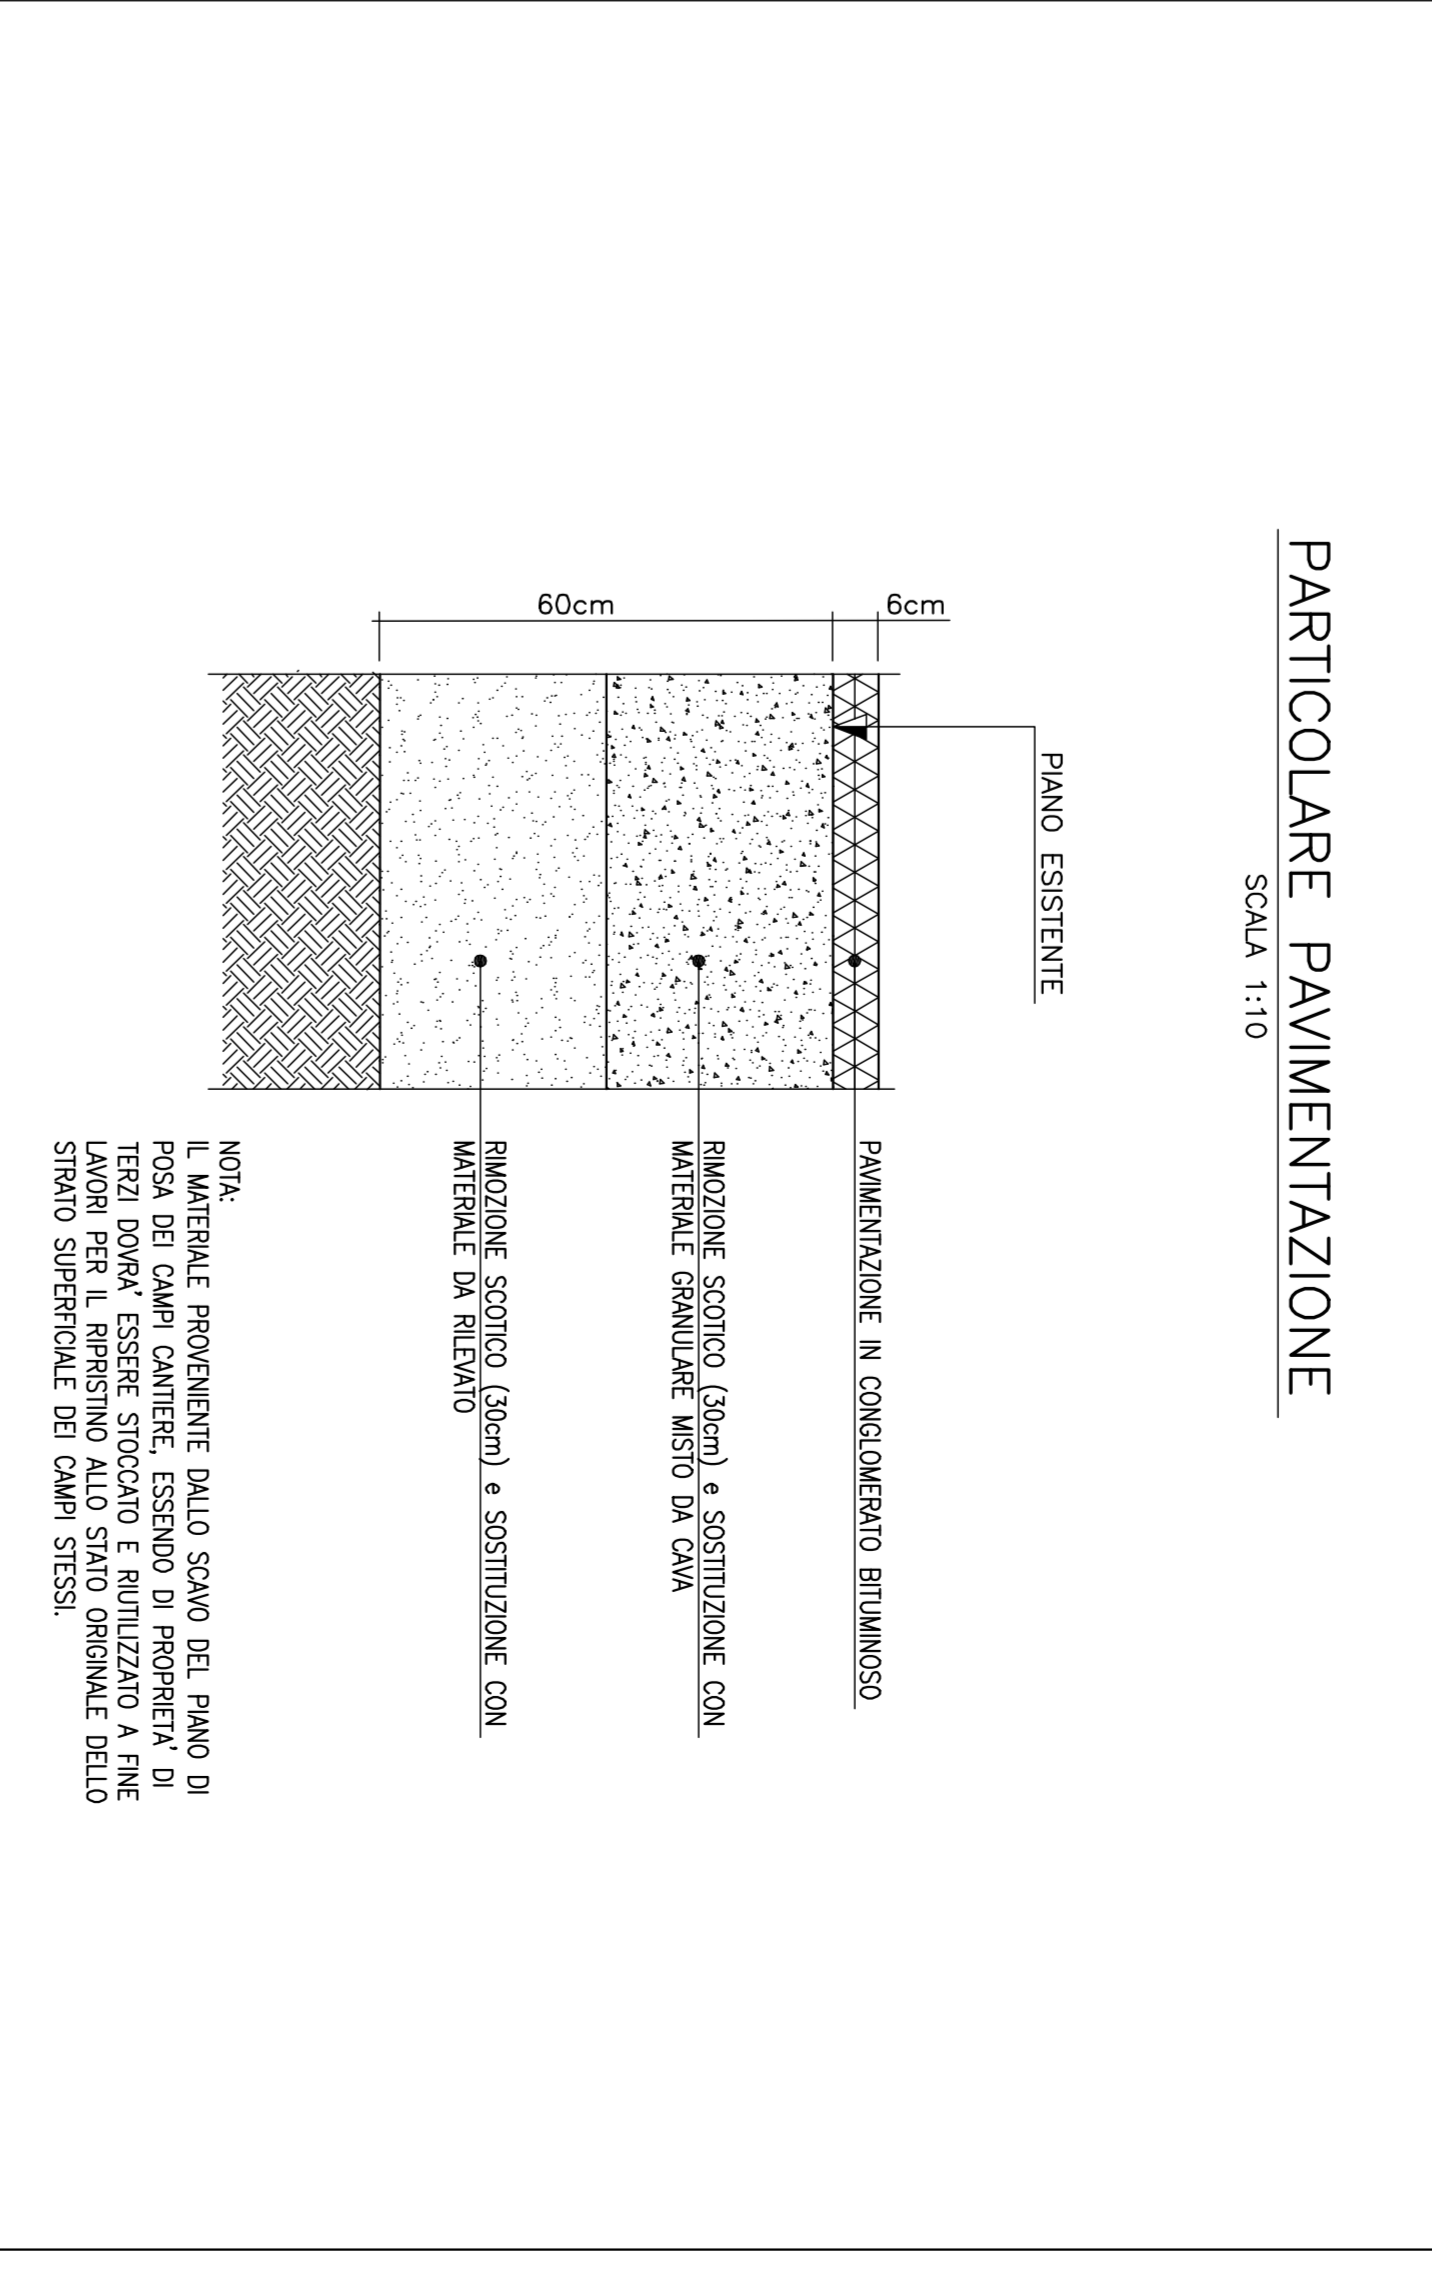 PARTICOLARE PAVIMENTAZIONE
SCALA 1:10
PIANO ESISTENTE
6cm
60cm
PAVIMENTAZIONE IN CONGLOMERATO BITUMINOSO
RIMOZIONE SCOTICO (30cm) e SOSTITUZIONE CON
MATERIALE GRANULARE MISTO DA CAVA
RIMOZIONE SCOTICO (30cm) e SOSTITUZIONE CON
MATERIALE DA RILEVATO
NOTA:
IL MATERIALE PROVENIENTE DALLO SCAVO DEL PIANO DI
POSA DEI CAMPI CANTIERE, ESSENDO DI PROPRIETA' DI
TERZI DOVRA' ESSERE STOCCATO E RIUTILIZZATO A FINE
LAVORI PER IL RIPRISTINO ALLO STATO ORIGINALE DELLO
STRATO SUPERFICIALE DEI CAMPI STESSI.